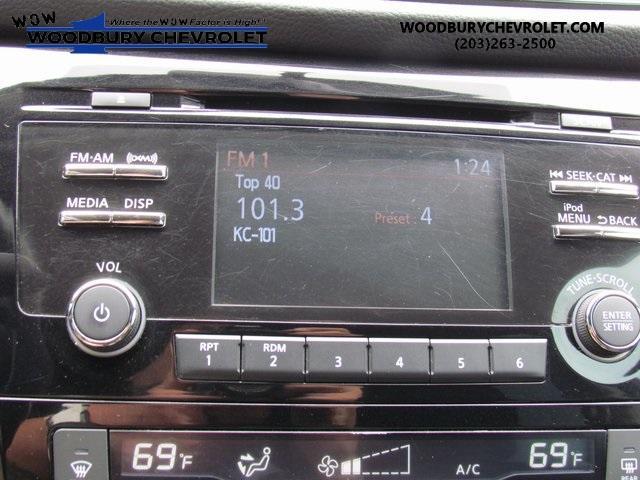 WOW
"Where the WOW Factor is High!"
WOODBURY CHEVROLET
WOODBURYCHEVROLET.COM
(203)263-2500
FM·AM
(XM)
FM 1
1:24
SEEK·CAT
Top 40
MEDIA DISP
101.3
Preset : 4
iPod
MENU BACK
KC-101
VOL
TUNE·SCROLL
ENTER
SETTING
RPT
1
RDM
2
3
4
5
6
69°F
A/C
69°F
REAR